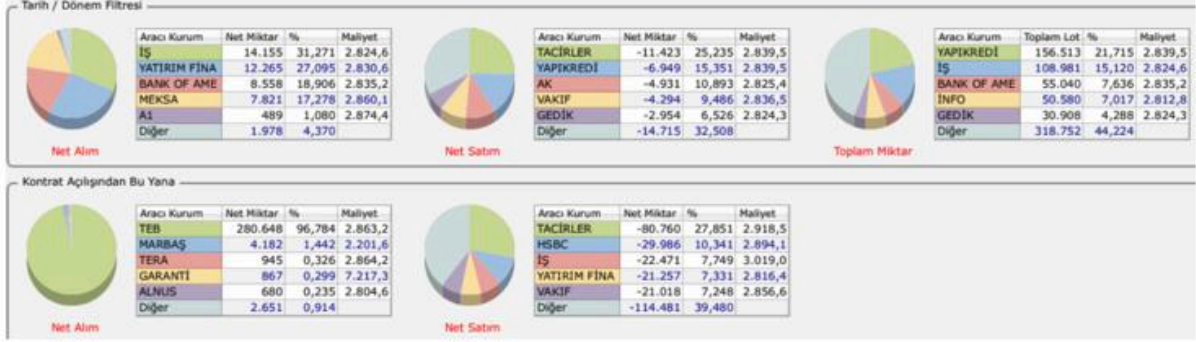 Tarih / Dönem Filtresi
Aracı Kurum Net Miktar % Maliyet
İŞ 14.155 31,271 2.824,6
YATIRIM FİNA 12.265 27,095 2.830,6
BANK OF AME 8.558 18,906 2.835,2
MEKSA 7.821 17,278 2.860,1
A1 489 1,080 2.874,4
Diğer 1.978 4,370
Net Alım
Aracı Kurum Net Miktar % Maliyet
TACİRLER -11.423 25,235 2.839,5
YAPIKREDİ -6.949 15,351 2.839,5
AK -4.931 10,893 2.825,4
VAKIF -4.294 9,486 2.836,5
GEDİK -2.954 6,526 2.824,3
Diğer -14.715 32,508
Net Satım
Aracı Kurum Toplam Lot % Maliyet
YAPIKREDİ 156.513 21,715 2.839,5
İŞ 108.981 15,120 2.824,6
BANK OF AME 55.040 7,636 2.835,2
İNFO 50.580 7,017 2.812,8
GEDİK 30.908 4,288 2.824,3
Diğer 318.752 44,224
Toplam Miktar
Kontrat Açılışından Bu Yana
Aracı Kurum Net Miktar % Maliyet
TEB 280.648 96,784 2.863,2
MARBAŞ 4.182 1,442 2.201,6
TERA 945 0,326 2.864,2
GARANTİ 867 0,299 7.217,3
ALNUS 680 0,235 2.804,6
Diğer 2.651 0,914
Net Alım
Aracı Kurum Net Miktar % Maliyet
TACİRLER -80.760 27,851 2.918,5
HSBC -29.986 10,341 2.894,1
İŞ -22.471 7,749 3.019,0
YATIRIM FİNA -21.257 7,331 2.816,4
VAKIF -21.018 7,248 2.856,6
Diğer -114.481 39,480
Net Satım